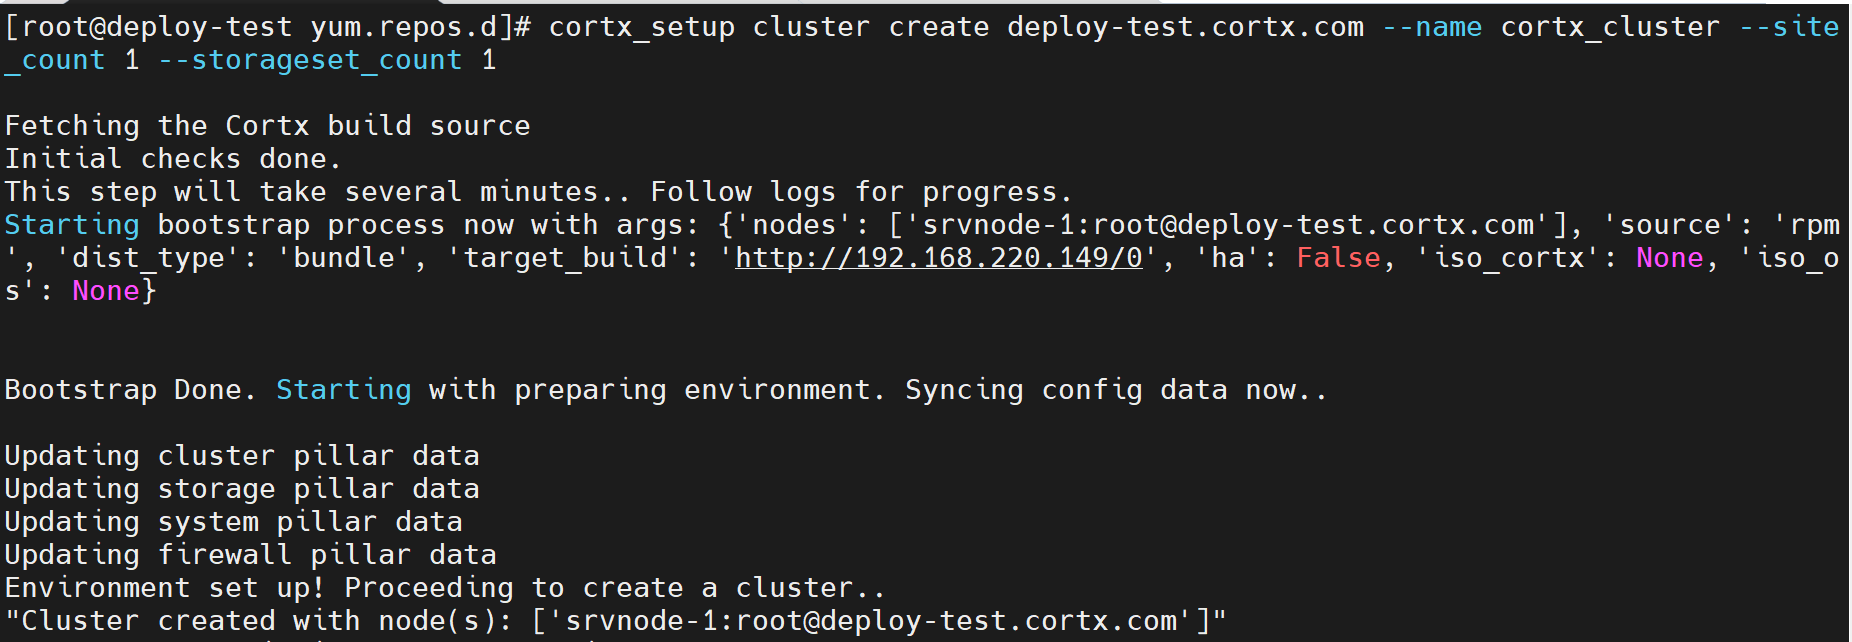 [root@deploy-test yum.repos.d]# cortx_setup cluster create deploy-test.cortx.com --name cortx_cluster --site
_count 1 --storageset_count 1
Fetching the Cortx build source
Initial checks done.
This step will take several minutes.. Follow logs for progress.
Starting bootstrap process now with args: {'nodes': ['srvnode-1:root@deploy-test.cortx.com'], 'source': 'rpm
', 'dist_type': 'bundle', 'target_build': 'http://192.168.220.149/0', 'ha': False, 'iso_cortx': None, 'iso_o
s': None}
Bootstrap Done. Starting with preparing environment. Syncing config data now..
Updating cluster pillar data
Updating storage pillar data
Updating system pillar data
Updating firewall pillar data
Environment set up! Proceeding to create a cluster..
"Cluster created with node(s): ['srvnode-1:root@deploy-test.cortx.com']"